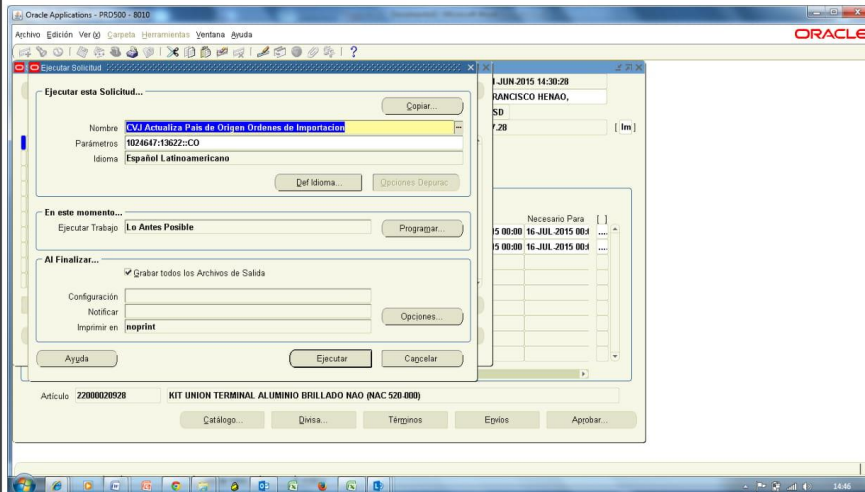 Oracle Applications - PRD500 - 8010
Archivo Edición Ver(x) Carpeta Herramientas Ventana Ayuda
ORACLE
Ejecutar Solicitud
1-JUN-2015 14:30:28
Ejecutar esta Solicitud...
RANCISCO HENAO,
Copiar...
SD
Nombre CVJ Actualiza Pais de Origen Ordenes de Importacion
7.28 [ Im ]
Parámetros 1024647:13622::CO
Idioma Español Latinoamericano
Def Idioma... Opciones Depurac
En este momento...
Necesario Para [ ]
Ejecutar Trabajo Lo Antes Posible Programar...
15 00:00 16-JUL-2015 00:(
15 00:00 16-JUL-2015 00:(
Al Finalizar...
Grabar todos los Archivos de Salida
Configuración
Notificar
Opciones...
Imprimir en noprint
Ayuda Ejecutar Cancelar
Artículo 22000020928 KIT UNION TERMINAL ALUMINIO BRILLADO NAO (NAC 520-000)
Catálogo... Divisa... Términos Envíos Aprobar...
14:46